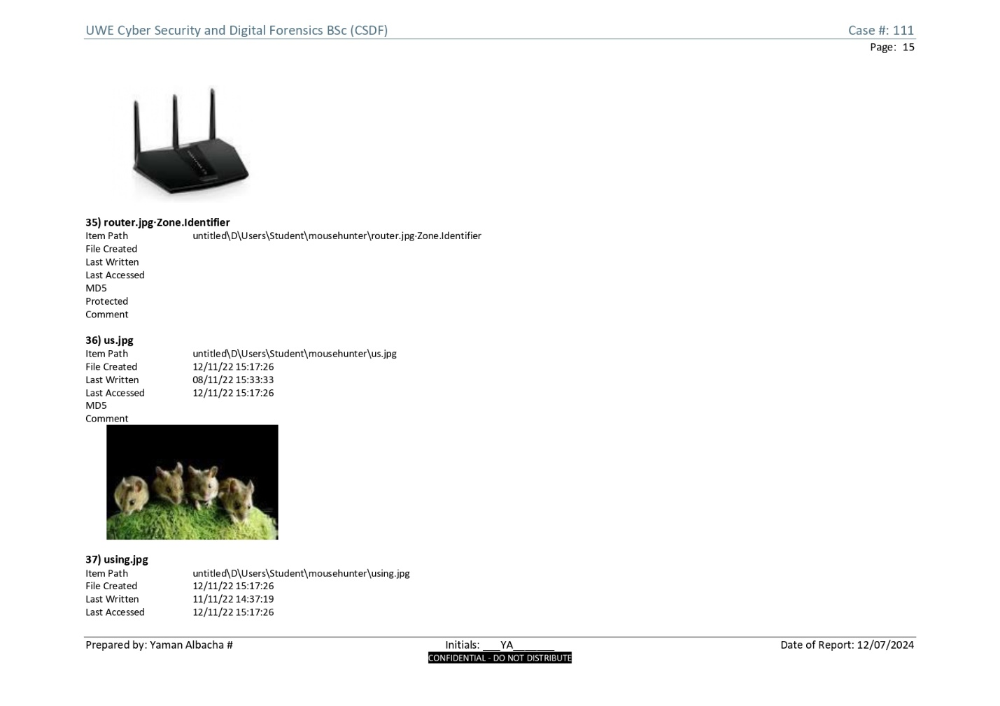 UWE Cyber Security and Digital Forensics BSc (CSDF) Case #: 111
Page: 15
35) router.jpg·Zone.Identifier
Item Path untitled\D\Users\Student\mousehunter\router.jpg·Zone.Identifier
File Created
Last Written
Last Accessed
MD5
Protected
Comment
36) us.jpg
Item Path untitled\D\Users\Student\mousehunter\us.jpg
File Created 12/11/22 15:17:26
Last Written 08/11/22 15:33:33
Last Accessed 12/11/22 15:17:26
MD5
Comment
37) using.jpg
Item Path untitled\D\Users\Student\mousehunter\using.jpg
File Created 12/11/22 15:17:26
Last Written 11/11/22 14:37:19
Last Accessed 12/11/22 15:17:26
Prepared by: Yaman Albacha # Initials: ___YA_______ Date of Report: 12/07/2024
CONFIDENTIAL - DO NOT DISTRIBUTE